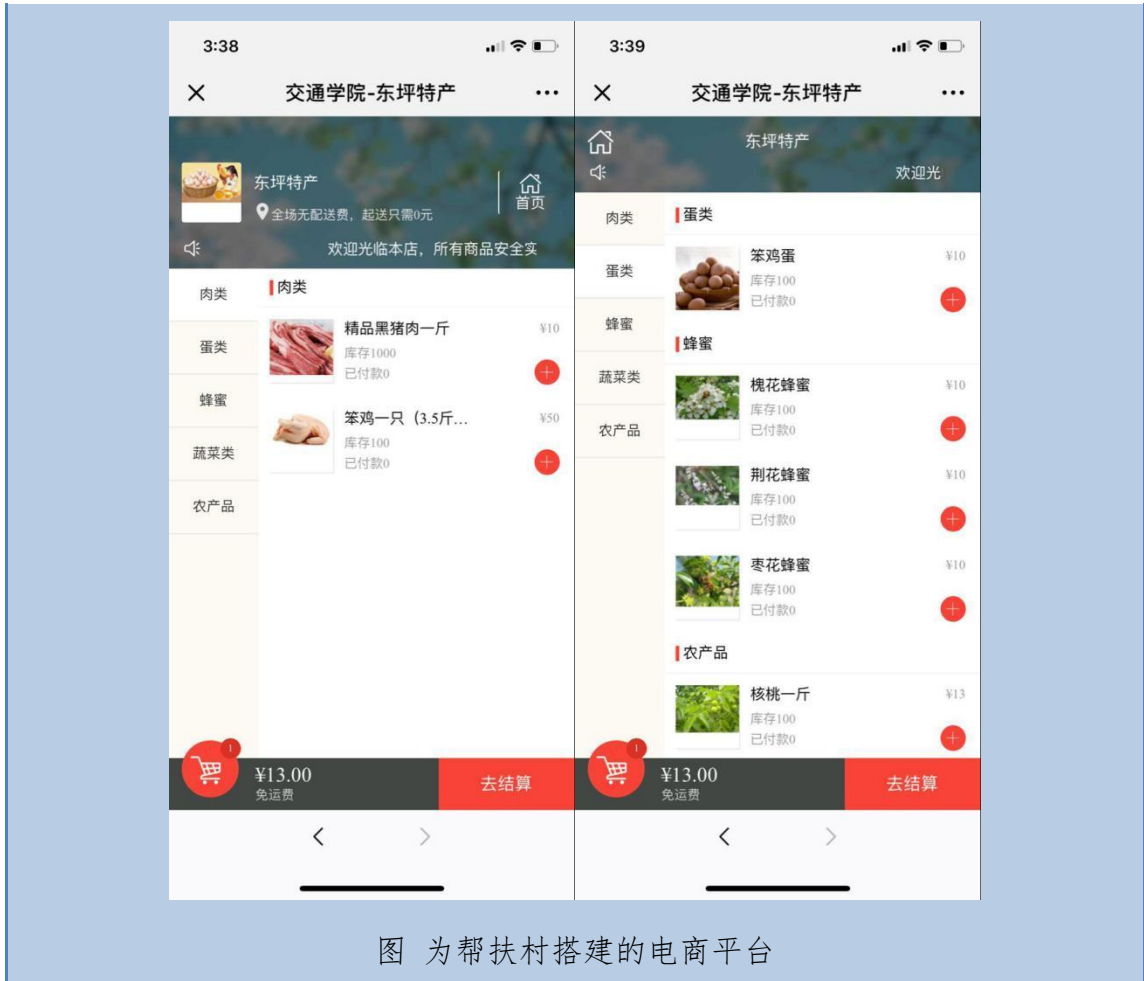 3:38
交通学院-东坪特产
东坪特产
全场无配送费，起送只需0元
首页
欢迎光临本店，所有商品安全实
肉类
蛋类
蜂蜜
蔬菜类
农产品
肉类
精品黑猪肉一斤
¥10
库存1000
已付款0
笨鸡一只（3.5斤...
¥50
库存100
已付款0
1
¥13.00
免运费
去结算
3:39
交通学院-东坪特产
东坪特产
欢迎光
肉类
蛋类
蜂蜜
蔬菜类
农产品
蛋类
笨鸡蛋
¥10
库存100
已付款0
蜂蜜
槐花蜂蜜
¥10
库存100
已付款0
荆花蜂蜜
¥10
库存100
已付款0
枣花蜂蜜
¥10
库存100
已付款0
农产品
核桃一斤
¥13
库存100
已付款0
1
¥13.00
免运费
去结算
图 为帮扶村搭建的电商平台